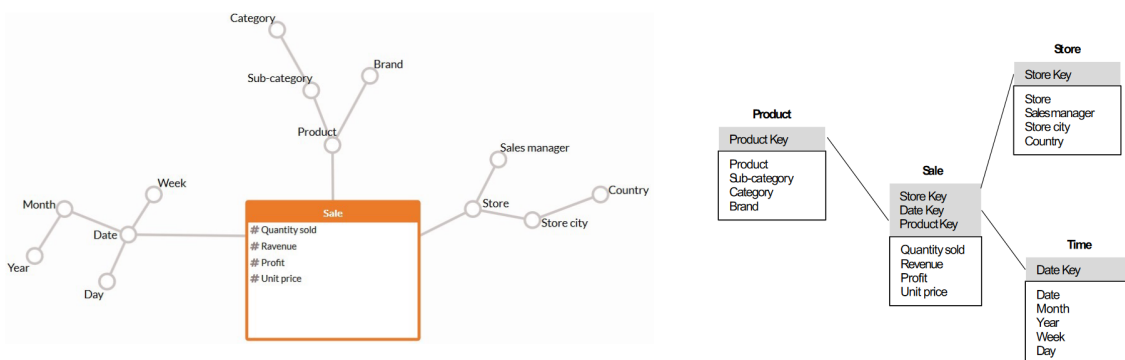 Category
Sub-category
Brand
Product
Sales manager
Country
Store
Store city
Week
Month
Date
Year
Day
Sale
# Quantity sold
# Ravenue
# Profit
# Unit price
Product
Product Key
Product
Sub-category
Category
Brand
Sale
Store Key
Date Key
Product Key
Quantity sold
Revenue
Profit
Unit price
Store
Store Key
Store
Sales manager
Store city
Country
Time
Date Key
Date
Month
Year
Week
Day